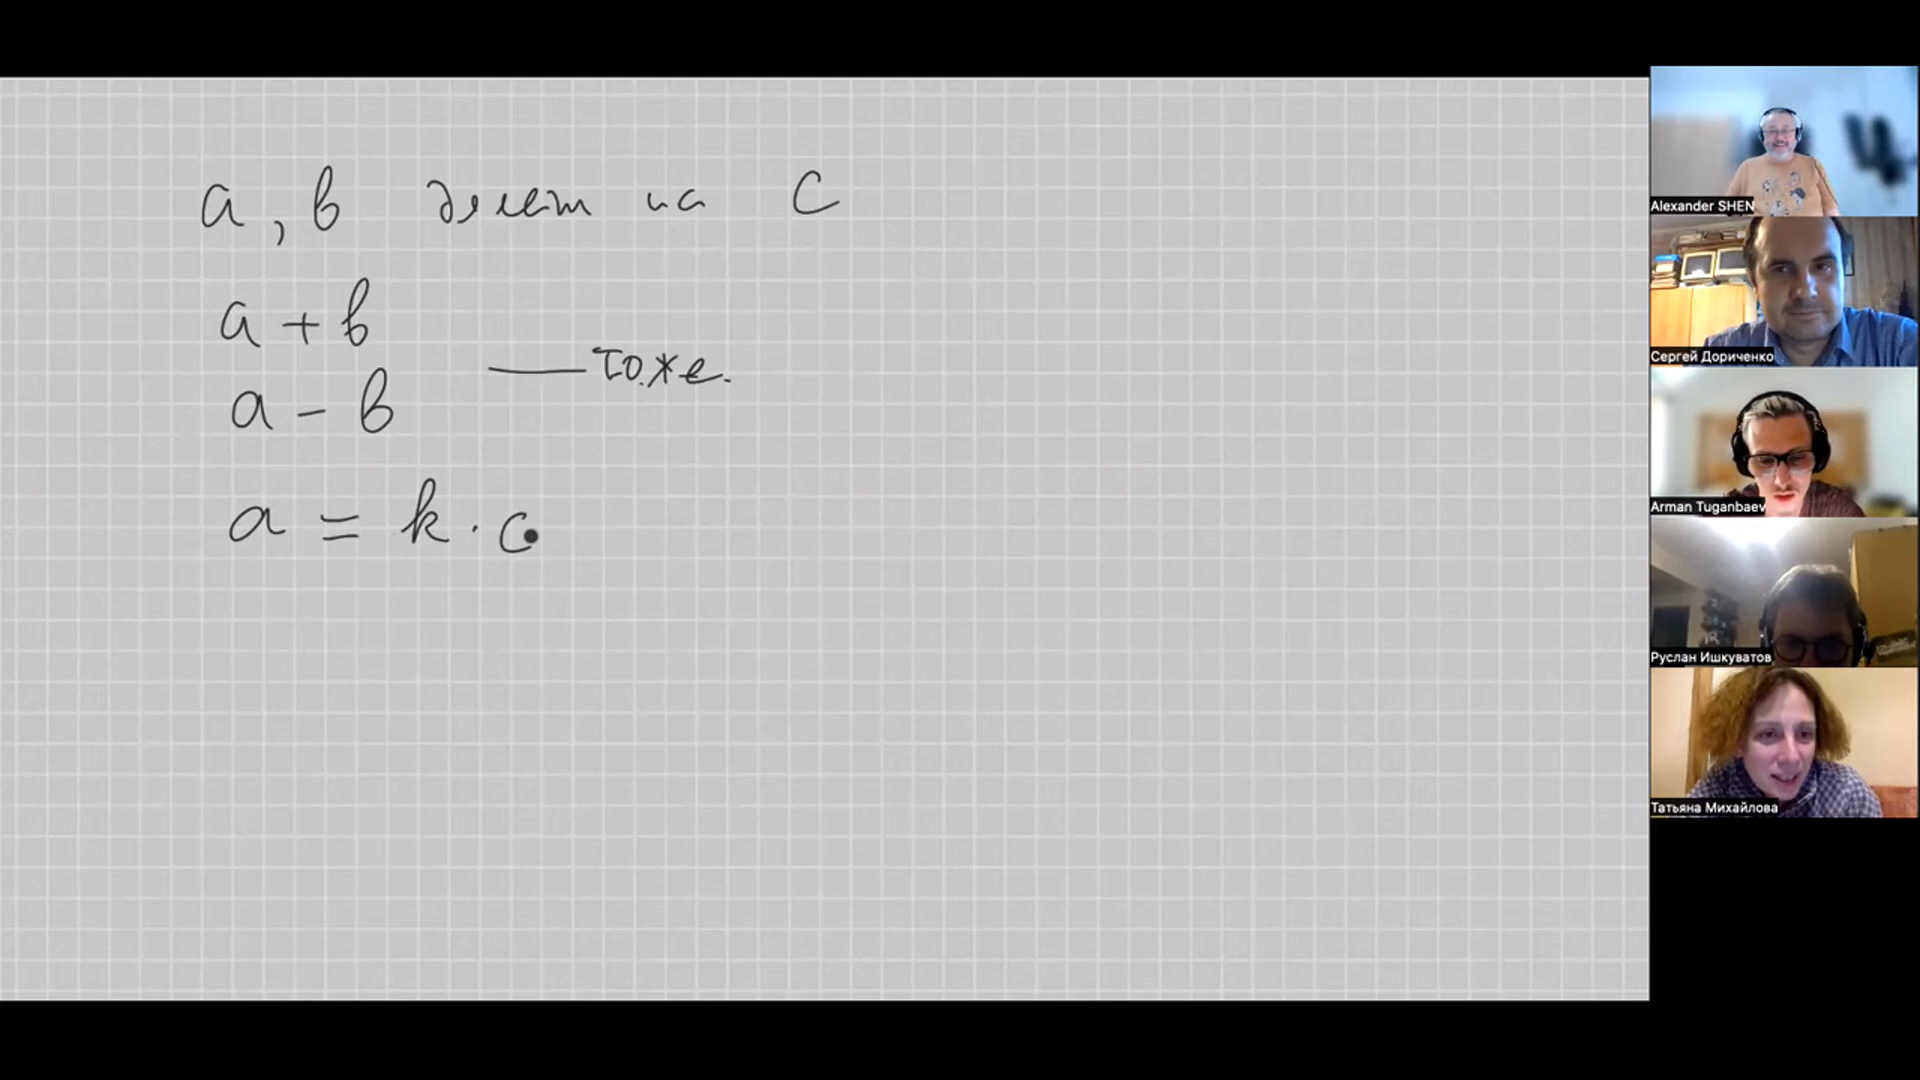 a, b делят на C
a + b
— тоже.
a - b
a = k · c
Alexander SHEN
Сергей Дориченко
Arman Tuganbaev
Руслан Ишкуватов
Татьяна Михайлова